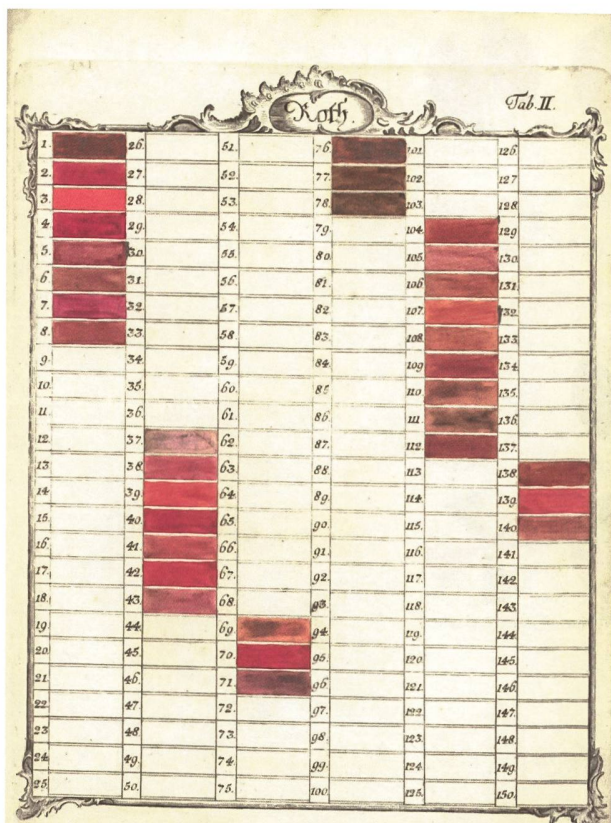 Roth.
Tab. II.
1. 26. 51. 76. 101. 126.
2. 27. 52. 77. 102. 127
3. 28. 53. 78. 103. 128.
4. 29. 54. 79. 104. 129
5. 30. 55. 80. 105. 130.
6. 31. 56. 81. 106. 131.
7. 32. 57. 82. 107. 132.
8. 33. 58. 83. 108. 133.
9. 34. 59. 84. 109. 134.
10. 35. 60. 85. 110. 135.
11. 36. 61. 86. 111. 136.
12. 37. 62. 87. 112. 137.
13. 38. 63. 88. 113. 138.
14. 39. 64. 89. 114. 139.
15. 40. 65. 90. 115. 140.
16. 41. 66. 91. 116. 141.
17. 42. 67. 92. 117. 142.
18. 43. 68. 93. 118. 143.
19. 44. 69. 94. 119. 144.
20. 45. 70. 95. 120. 145.
21. 46. 71. 96. 121. 146.
22. 47. 72. 97. 122. 147.
23. 48. 73. 98. 123. 148.
24. 49. 74. 99. 124. 149.
25. 50. 75. 100. 125. 150.